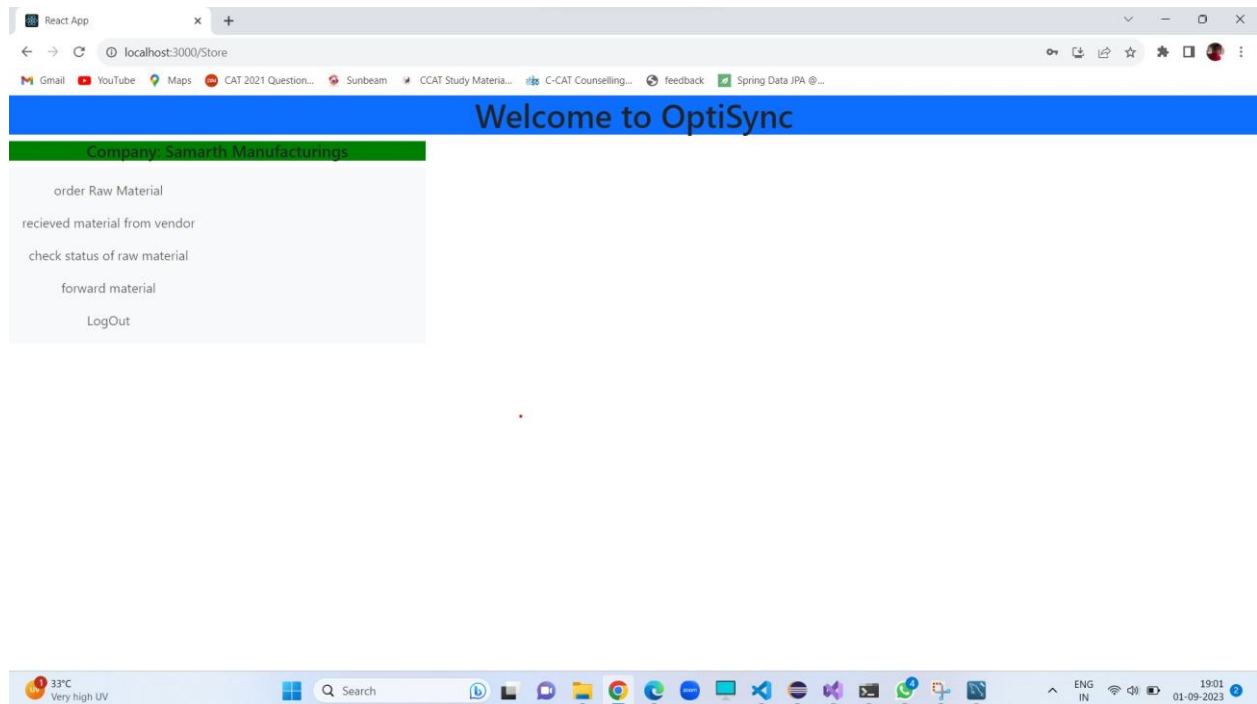 React App
localhost:3000/Store
Gmail YouTube Maps CAT 2021 Question... Sunbeam CCAT Study Materia... C-CAT Counselling... feedback Spring Data JPA @...
Welcome to OptiSync
Company: Samarth Manufacturings
order Raw Material
recieved material from vendor
check status of raw material
forward material
LogOut
33°C
Very high UV
Search
ENG
IN
19:01
01-09-2023